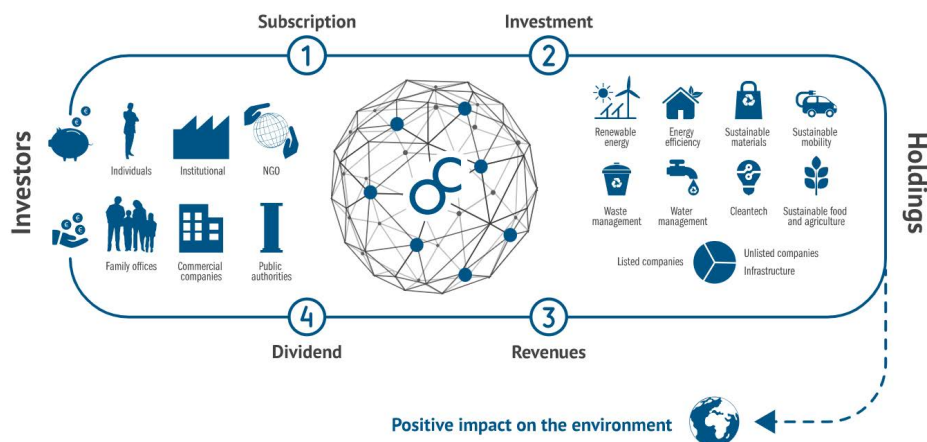 Subscription
Investment
1
2
Investors
Holdings
Individuals
Institutional
NGO
Family offices
Commercial
companies
Public
authorities
OC
Renewable
energy
Energy
efficiency
Sustainable
materials
Sustainable
mobility
Waste
management
Water
management
Cleantech
Sustainable food
and agriculture
Listed companies
Unlisted companies
Infrastructure
4
3
Dividend
Revenues
Positive impact on the environment
€
€
€
€